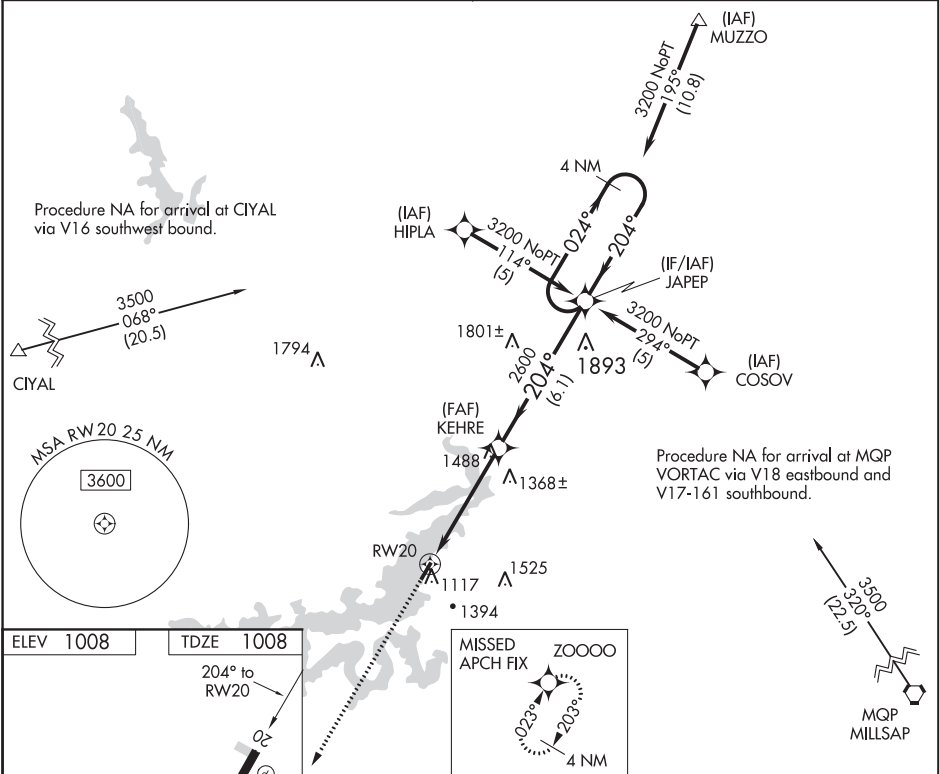 (IAF)
MUZZO
3200 NoPT
195°
(10.8)
4 NM
Procedure NA for arrival at CIYAL
via V16 southwest bound.
(IAF)
HIPLA
3200 NoPT
114°
(5)
024°
204°
(IF/IAF)
JAPEP
3500
068°
(20.5)
CIYAL
1794
1801±
1893
3200 NoPT
294°
(5)
(IAF)
COSOV
2600
204°
(6.1)
(FAF)
KEHRE
1488
1368±
MSA RW20 25 NM
3600
Procedure NA for arrival at MQP
VORTAC via V18 eastbound and
V17-161 southbound.
RW20
1117
1525
1394
3500
320°
(22.5)
MQP
MILLSAP
ELEV 1008
TDZE 1008
204° to
RW20
20
MISSED
APCH FIX
ZOOOO
023°
203°
4 NM